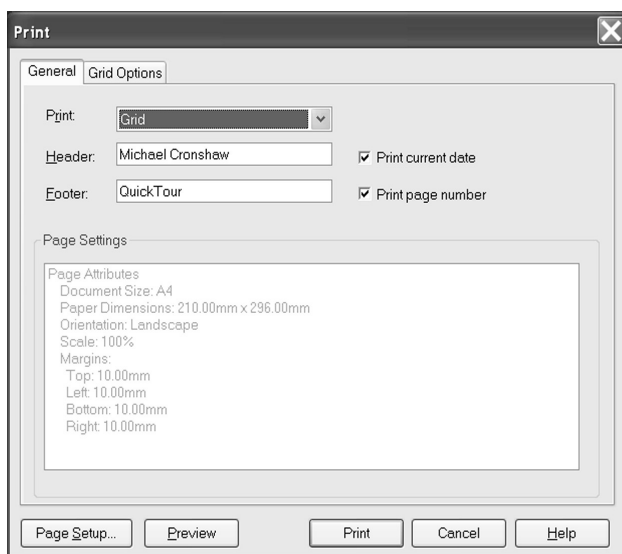 Print
General Grid Options
Print: Grid
Header: Michael Cronshaw Print current date
Footer: QuickTour Print page number
Page Settings
Page Attributes
Document Size: A4
Paper Dimensions: 210.00mm x 296.00mm
Orientation: Landscape
Scale: 100%
Margins:
Top: 10.00mm
Left: 10.00mm
Bottom: 10.00mm
Right: 10.00mm
Page Setup... Preview Print Cancel Help